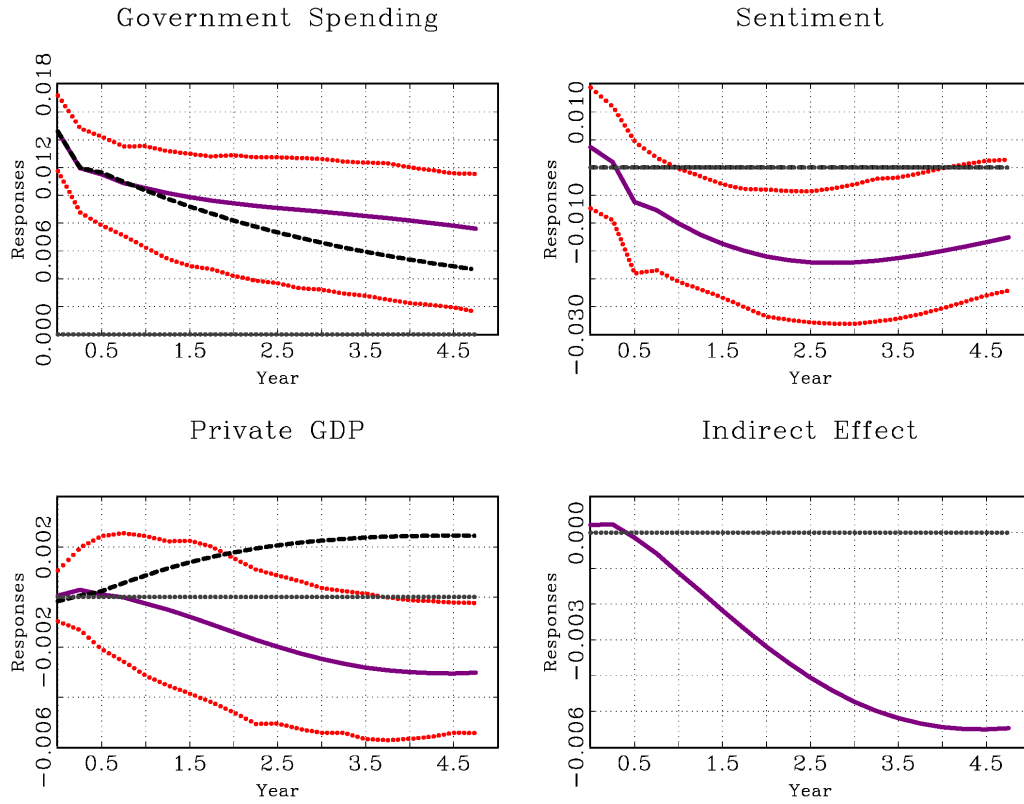 Government Spending
Responses
0.018
0.012
0.006
0.000
0.5 1.5 2.5 3.5 4.5
Year
Sentiment
Responses
0.010
−0.010
−0.030
0.5 1.5 2.5 3.5 4.5
Year
Private GDP
Responses
0.002
−0.002
−0.006
0.5 1.5 2.5 3.5 4.5
Year
Indirect Effect
Responses
0.000
−0.003
−0.006
0.5 1.5 2.5 3.5 4.5
Year